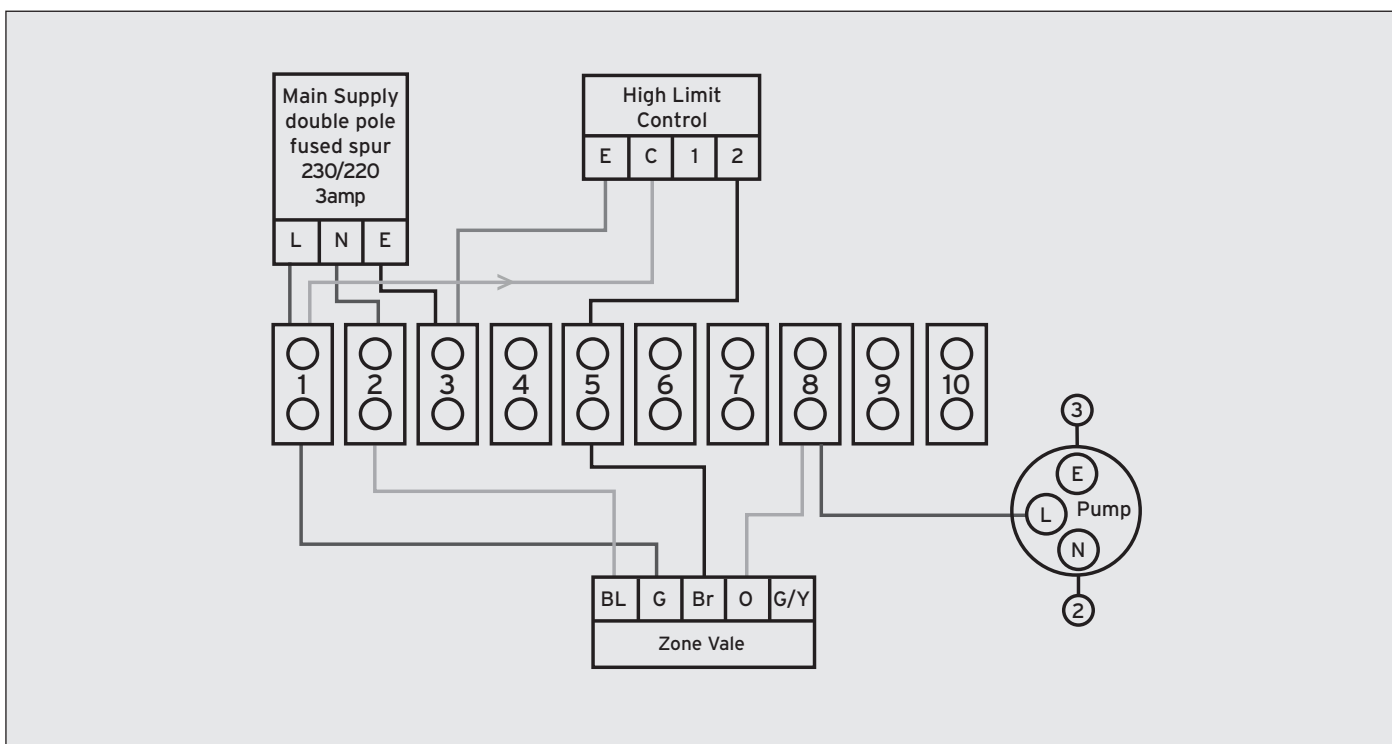 Main Supply
double pole
fused spur
230/220
3amp
L N E
High Limit
Control
E C 1 2
1 2 3 4 5 6 7 8 9 10
3
E
L Pump
N
2
BL G Br O G/Y
Zone Vale